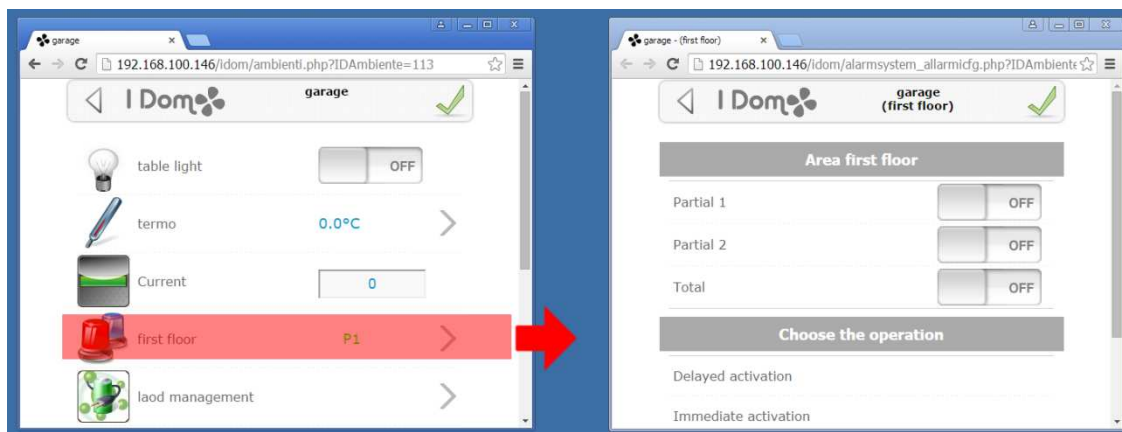 garage
192.168.100.146/idom/ambienti.php?IDAmbiente=113
I Dom
garage
table light
OFF
termo
0.0°C
Current
0
first floor
P1
laod management
garage - (first floor)
192.168.100.146/idom/alarmsystem_allarmicfg.php?IDAmbiente
I Dom
garage
(first floor)
Area first floor
Partial 1
OFF
Partial 2
OFF
Total
OFF
Choose the operation
Delayed activation
Immediate activation